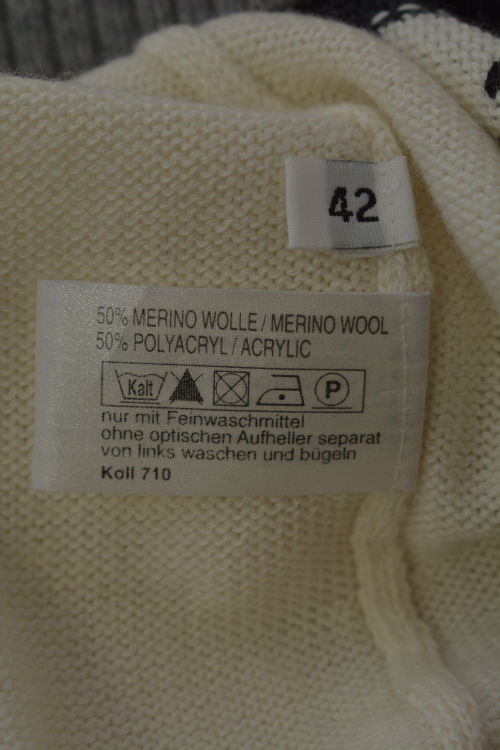 42
50% MERINO WOLLE / MERINO WOOL
50% POLYACRYL / ACRYLIC
Kalt P
nur mit Feinwaschmittel
ohne optischen Aufheller separat
von links waschen und bügeln
Koll 710